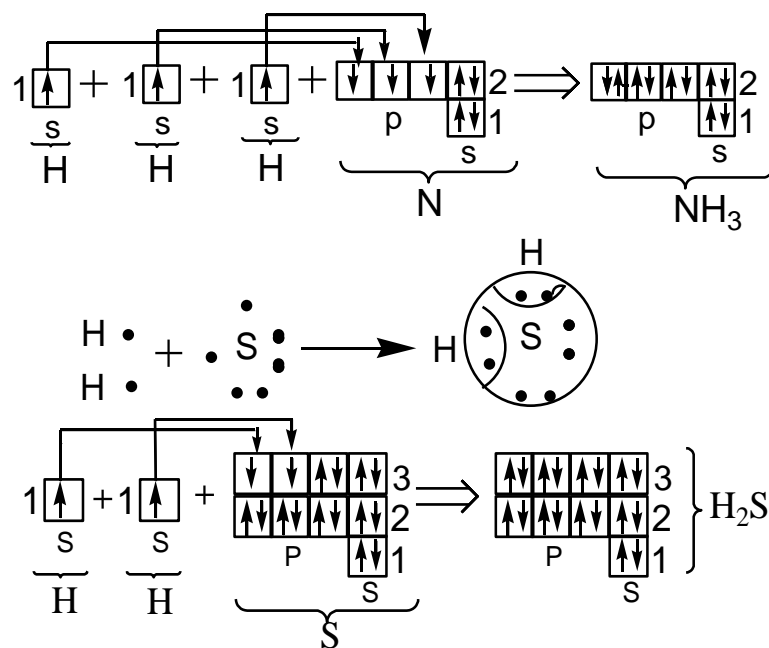 1 + 1 + 1 + 2 2
s s s p 1 p 1
H H H s s
N NH₃
H
H + S S
H H
1 + 1 + 3 3 H₂S
2 2
S S P 1 P 1
H H S S
S